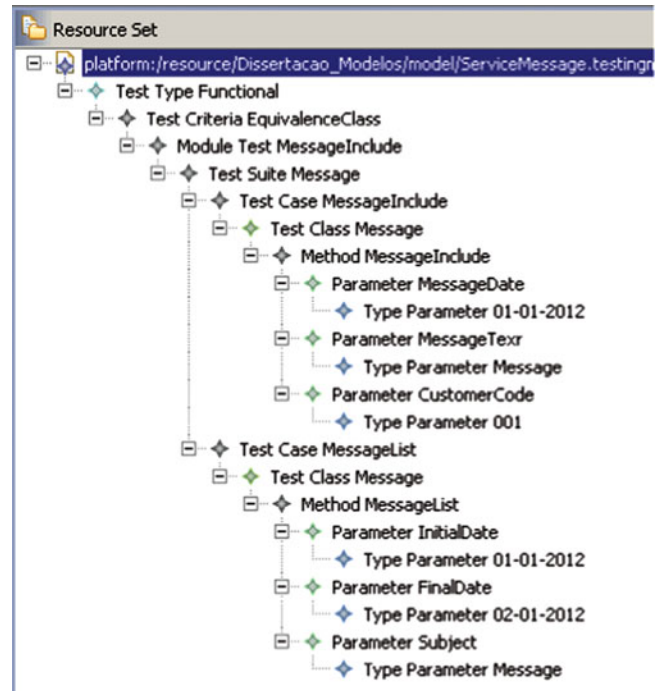 Resource Set
platform:/resource/Dissertacao_Modelos/model/ServiceMessage.testingm
Test Type Functional
Test Criteria EquivalenceClass
Module Test MessageInclude
Test Suite Message
Test Case MessageInclude
Test Class Message
Method MessageInclude
Parameter MessageDate
Type Parameter 01-01-2012
Parameter MessageTexr
Type Parameter Message
Parameter CustomerCode
Type Parameter 001
Test Case MessageList
Test Class Message
Method MessageList
Parameter InitialDate
Type Parameter 01-01-2012
Parameter FinalDate
Type Parameter 02-01-2012
Parameter Subject
Type Parameter Message